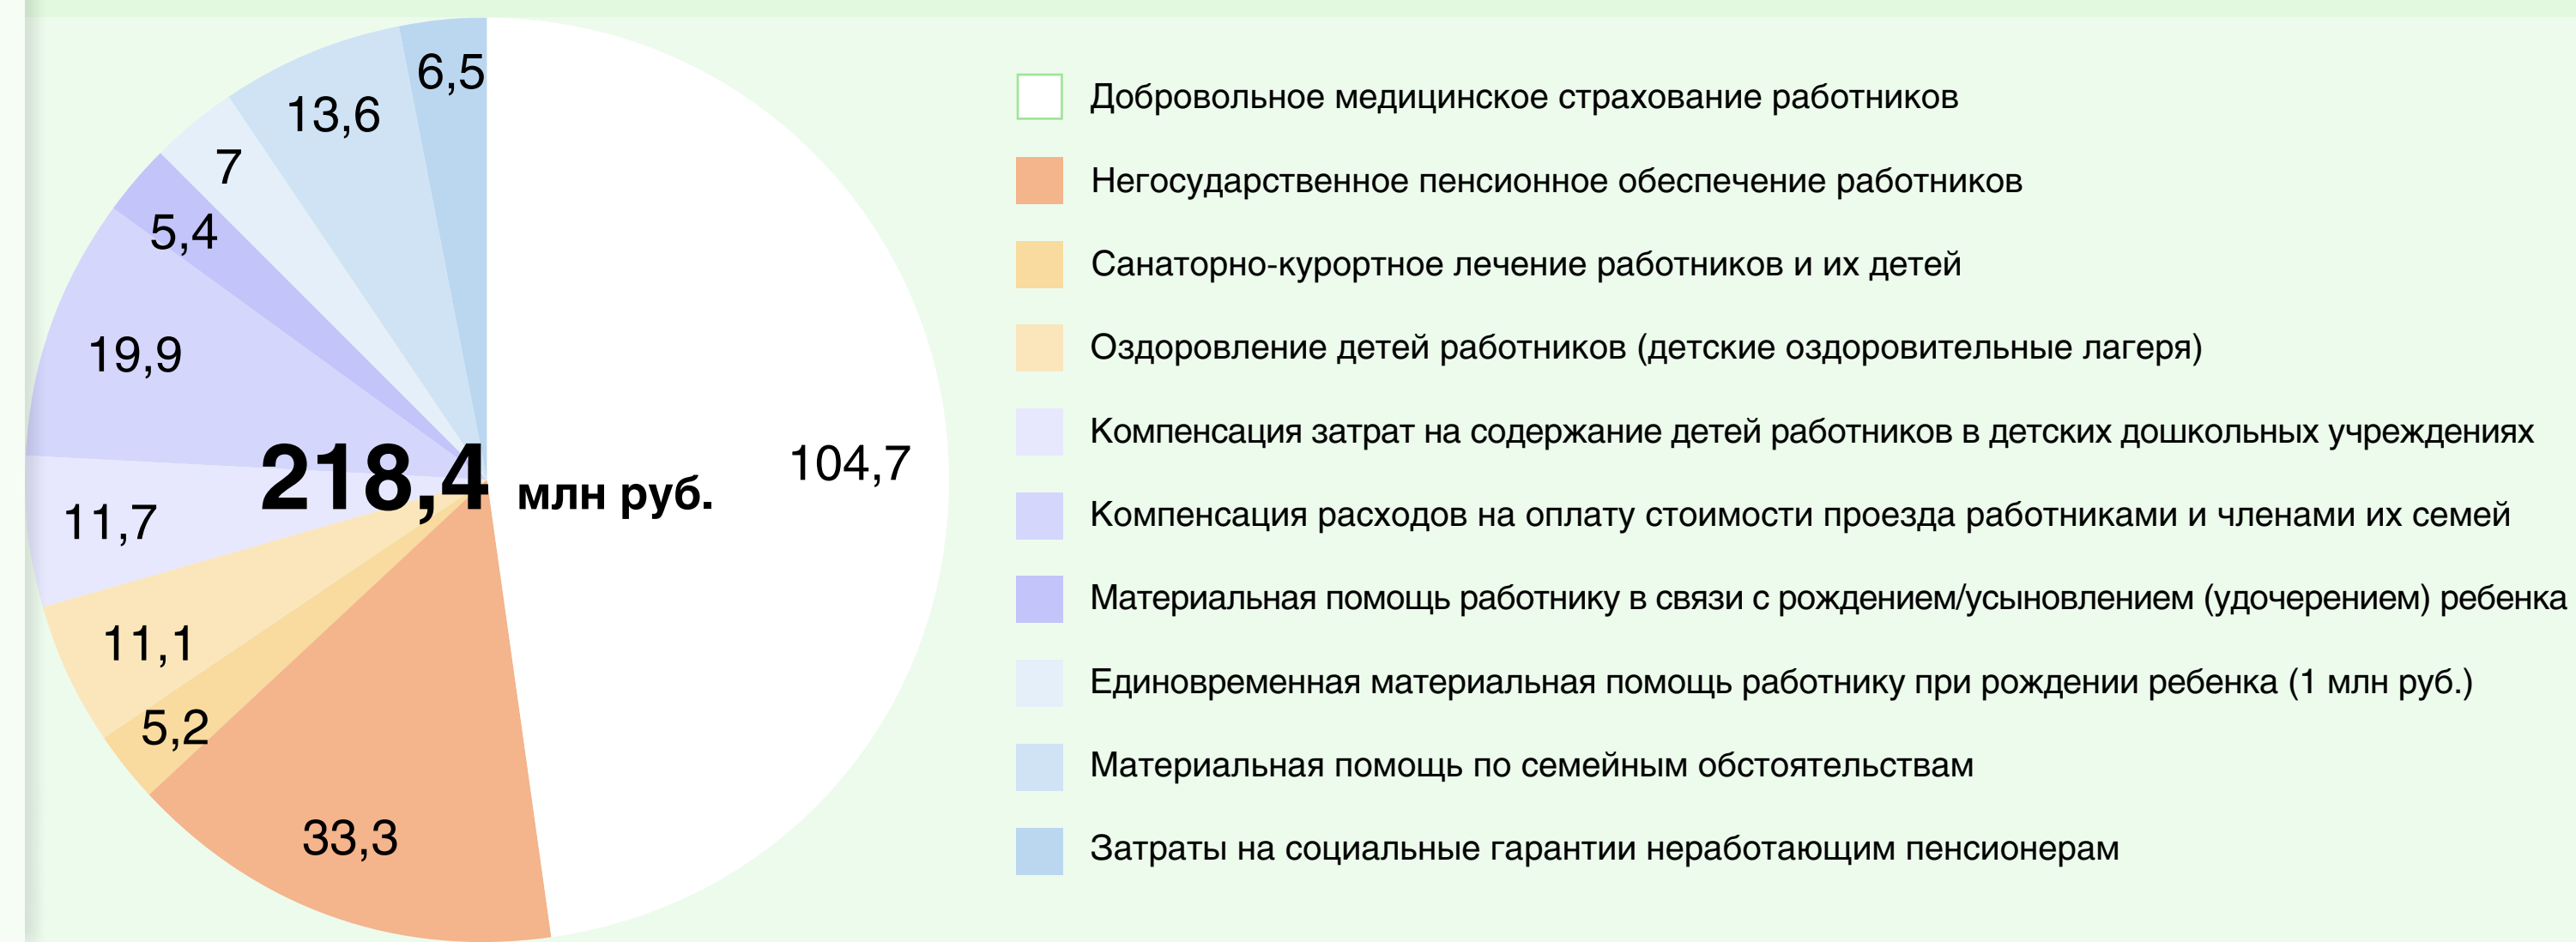 6,5
13,6
7
5,4
19,9
11,7
11,1
5,2
33,3
104,7
218,4 млн руб.
Добровольное медицинское страхование работников
Негосударственное пенсионное обеспечение работников
Санаторно-курортное лечение работников и их детей
Оздоровление детей работников (детские оздоровительные лагеря)
Компенсация затрат на содержание детей работников в детских дошкольных учреждениях
Компенсация расходов на оплату стоимости проезда работниками и членами их семей
Материальная помощь работнику в связи с рождением/усыновлением (удочерением) ребенка
Единовременная материальная помощь работнику при рождении ребенка (1 млн руб.)
Материальная помощь по семейным обстоятельствам
Затраты на социальные гарантии неработающим пенсионерам